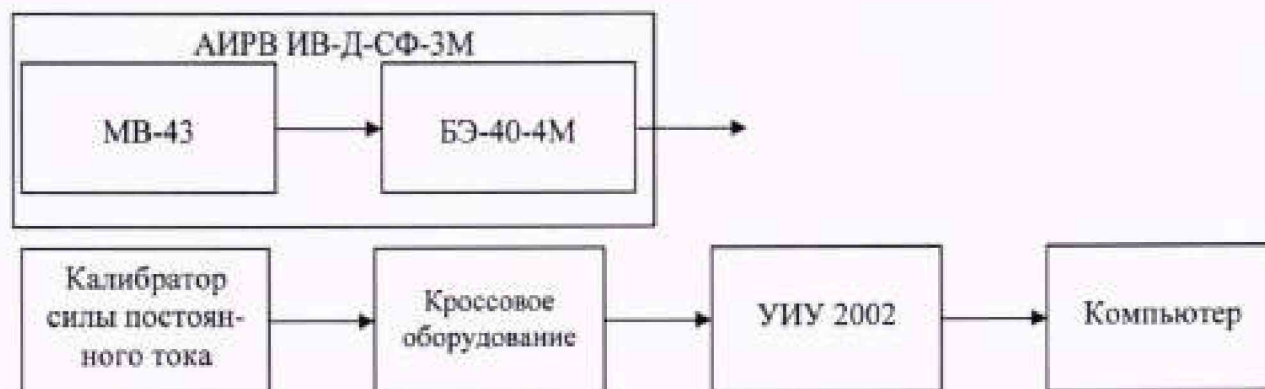 АИРВ ИВ-Д-СФ-3М
МВ-43
БЭ-40-4М
Калибратор
силы постоян-
ного тока
Кроссовое
оборудование
УИУ 2002
Компьютер